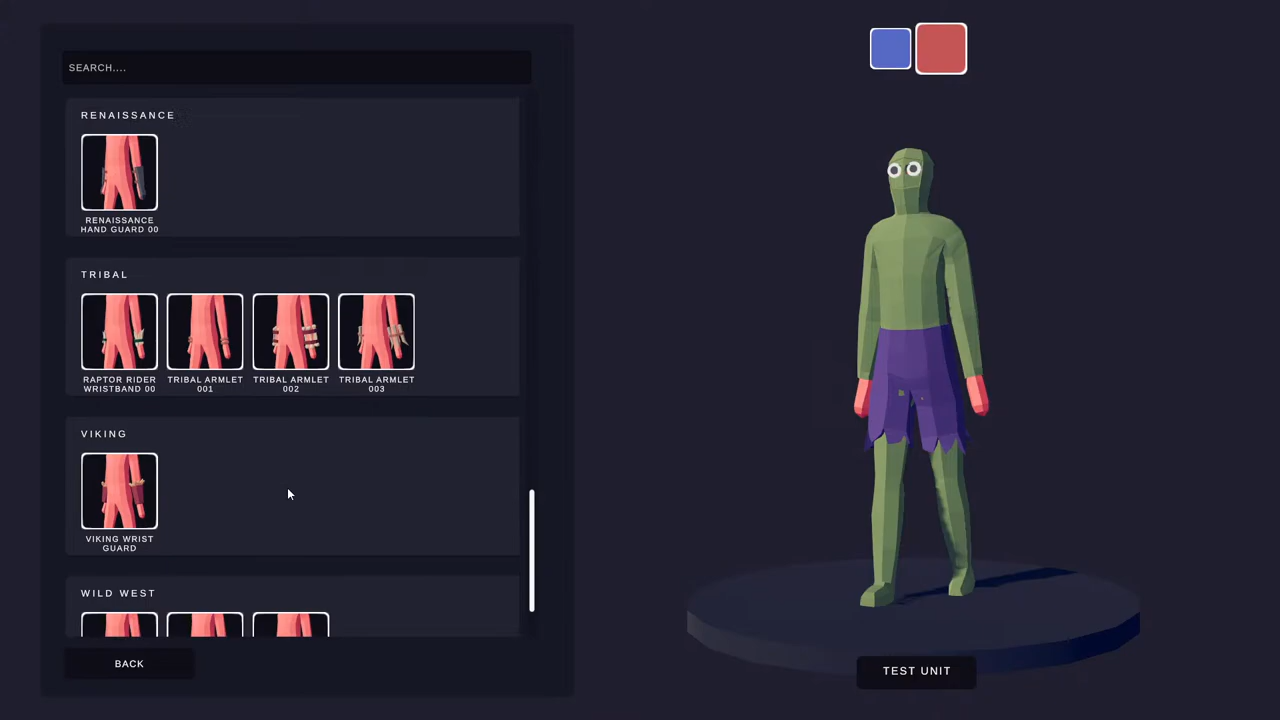 SEARCH....
RENAISSANCE
RENAISSANCE
HAND GUARD 00
TRIBAL
RAPTOR RIDER
WRISTBAND 00
TRIBAL ARMLET
001
TRIBAL ARMLET
002
TRIBAL ARMLET
003
VIKING
VIKING WRIST
GUARD
WILD WEST
BACK
TEST UNIT